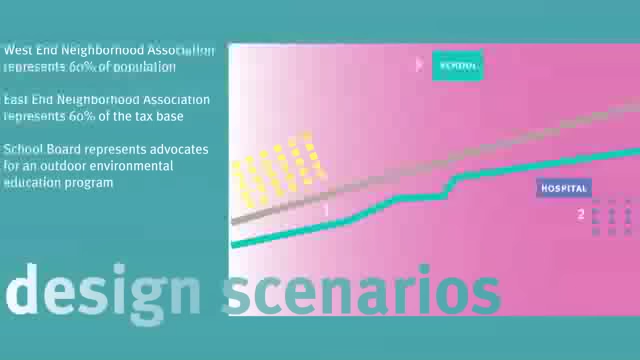 West End Neighborhood Association
represents 60% of population
East End Neighborhood Association
represents 60% of the tax base
School Board represents advocates
for an outdoor environmental
education program
SCHOOL
1
HOSPITAL
2
design scenarios